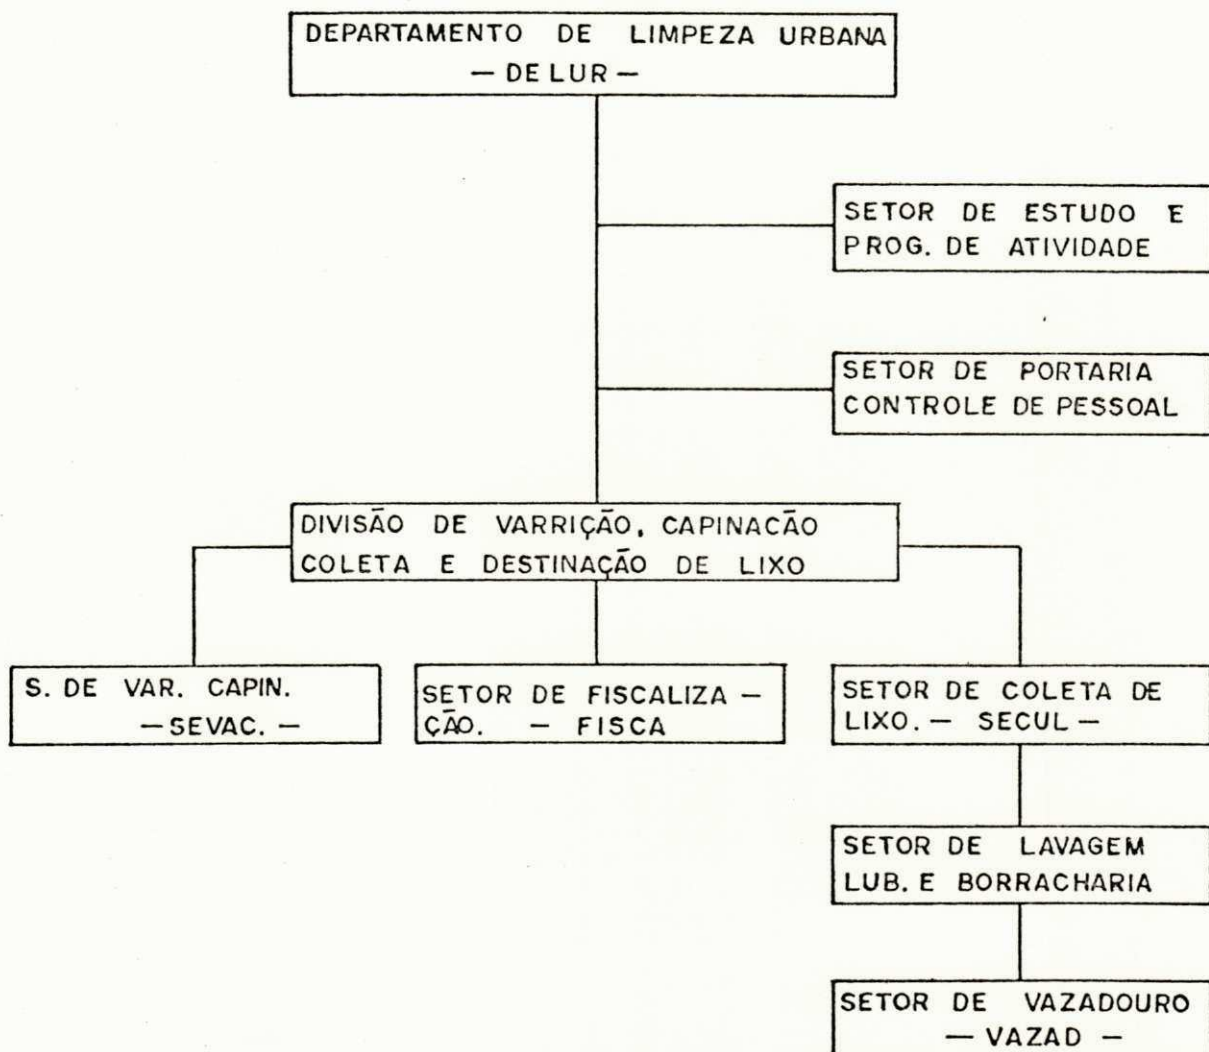 DEPARTAMENTO DE LIMPEZA URBANA
— DELUR —
SETOR DE ESTUDO E
PROG. DE ATIVIDADE
SETOR DE PORTARIA
CONTROLE DE PESSOAL
DIVISÃO DE VARRIÇÃO, CAPINACÃO
COLETA E DESTINAÇÃO DE LIXO
S. DE VAR. CAPIN.
— SEVAC. —
SETOR DE FISCALIZA —
ÇÃO. — FISCA
SETOR DE COLETA DE
LIXO. — SECUL —
SETOR DE LAVAGEM
LUB. E BORRACHARIA
SETOR DE VAZADOURO
— VAZAD —